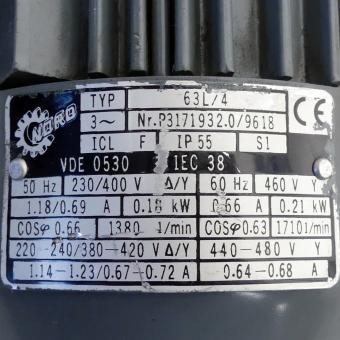 NORD
TYP 63L/4
3~ Nr.P3171932.0/9618 CE
ICL F IP 55 S1
VDE 0530 IEC 38
50 Hz 230/400 V Δ/Y 60 Hz 460 V Y
1.18/0.69 A 0.18 kW 0.66 A 0.21 kW
COSφ 0.66 1380 1/min COSφ 0.63 1710 1/min
220-240/380-420 V Δ/Y 440-480 V Y
1.14-1.23/0.67-0.72 A 0.64-0.68 A